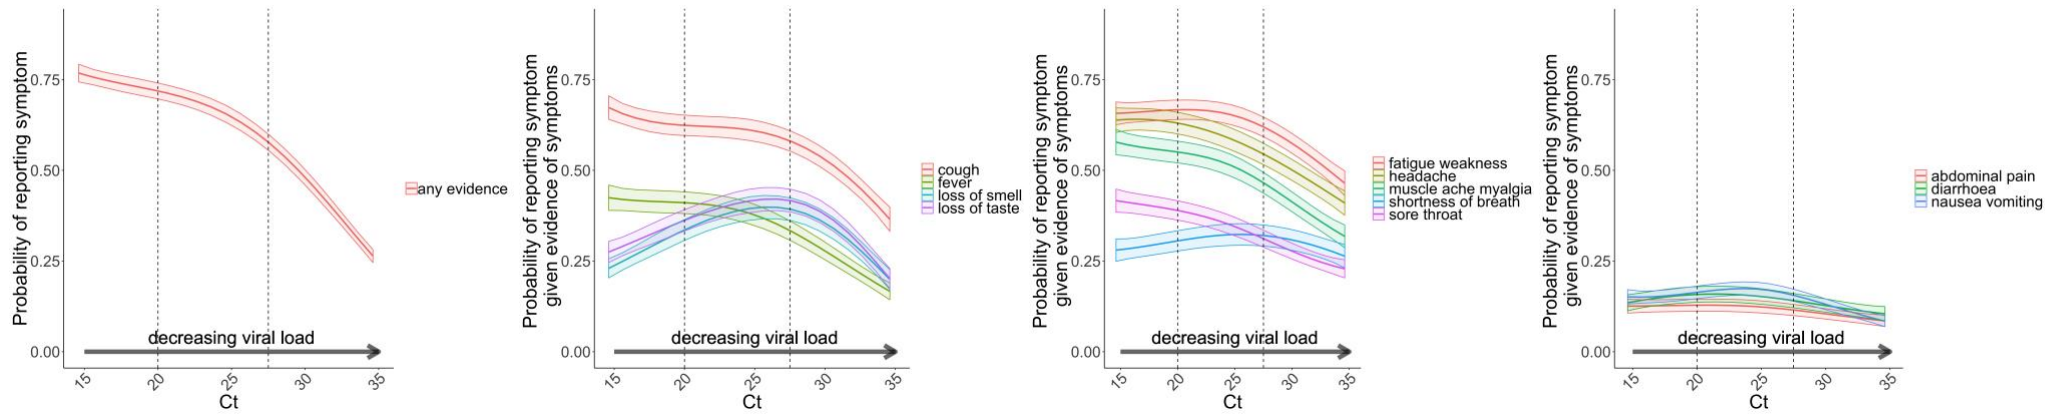 Probability of reporting symptom
0.75
0.50
0.25
0.00
decreasing viral load
15
20
25
30
35
Ct
any evidence
Probability of reporting symptom
given evidence of symptoms
0.75
0.50
0.25
0.00
decreasing viral load
15
20
25
30
35
Ct
cough
fever
loss of smell
loss of taste
Probability of reporting symptom
given evidence of symptoms
0.75
0.50
0.25
0.00
decreasing viral load
15
20
25
30
35
Ct
fatigue weakness
headache
muscle ache myalgia
shortness of breath
sore throat
Probability of reporting symptom
given evidence of symptoms
0.75
0.50
0.25
0.00
decreasing viral load
15
20
25
30
35
Ct
abdominal pain
diarrhoea
nausea vomiting